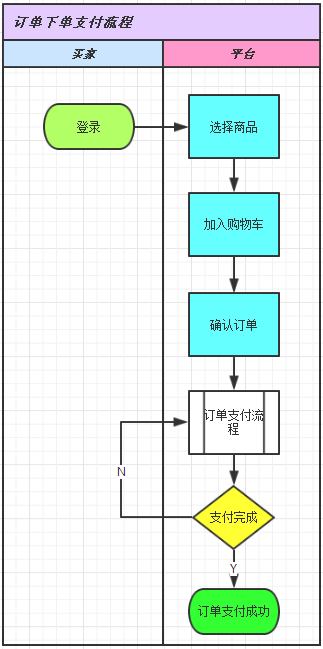 订单下单支付流程
买家
平台
登录
选择商品
加入购物车
确认订单
订单支付流
程
N
支付完成
Y
订单支付成功